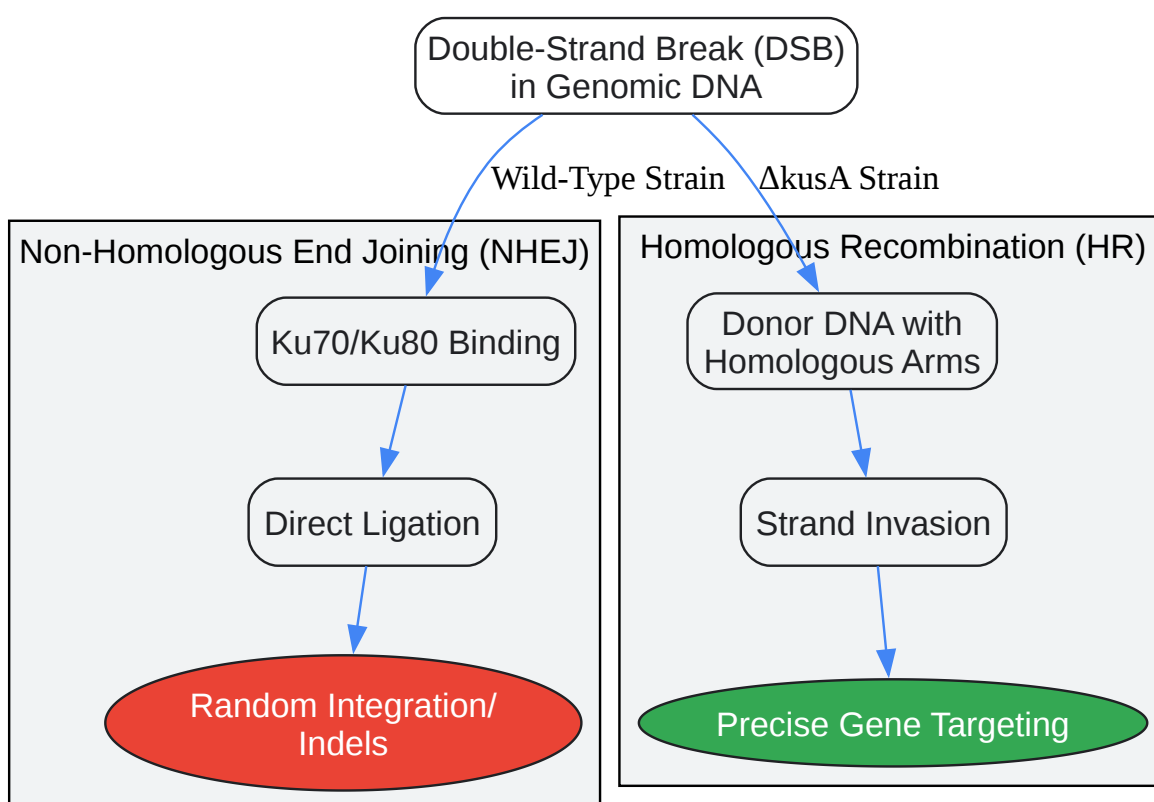 Double-Strand Break (DSB)
in Genomic DNA
Wild-Type Strain
ΔkusA Strain
Non-Homologous End Joining (NHEJ)
Ku70/Ku80 Binding
Direct Ligation
Random Integration/
Indels
Homologous Recombination (HR)
Donor DNA with
Homologous Arms
Strand Invasion
Precise Gene Targeting